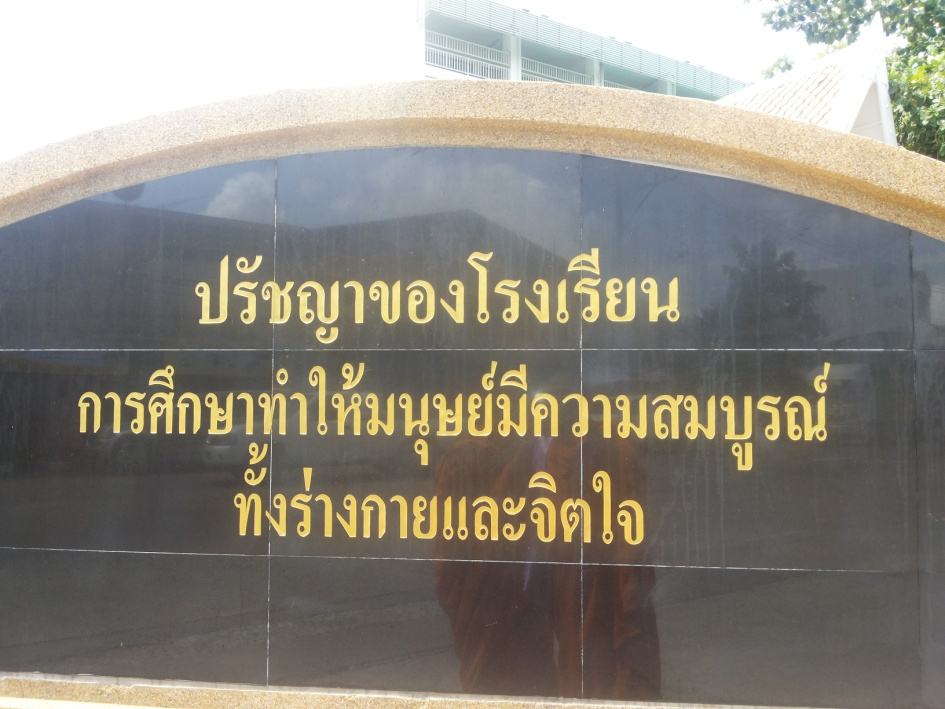 ปรัชญาของโรงเรียน
การศึกษาทำให้มนุษย์มีความสมบูรณ์
ทั้งร่างกายและจิตใจ